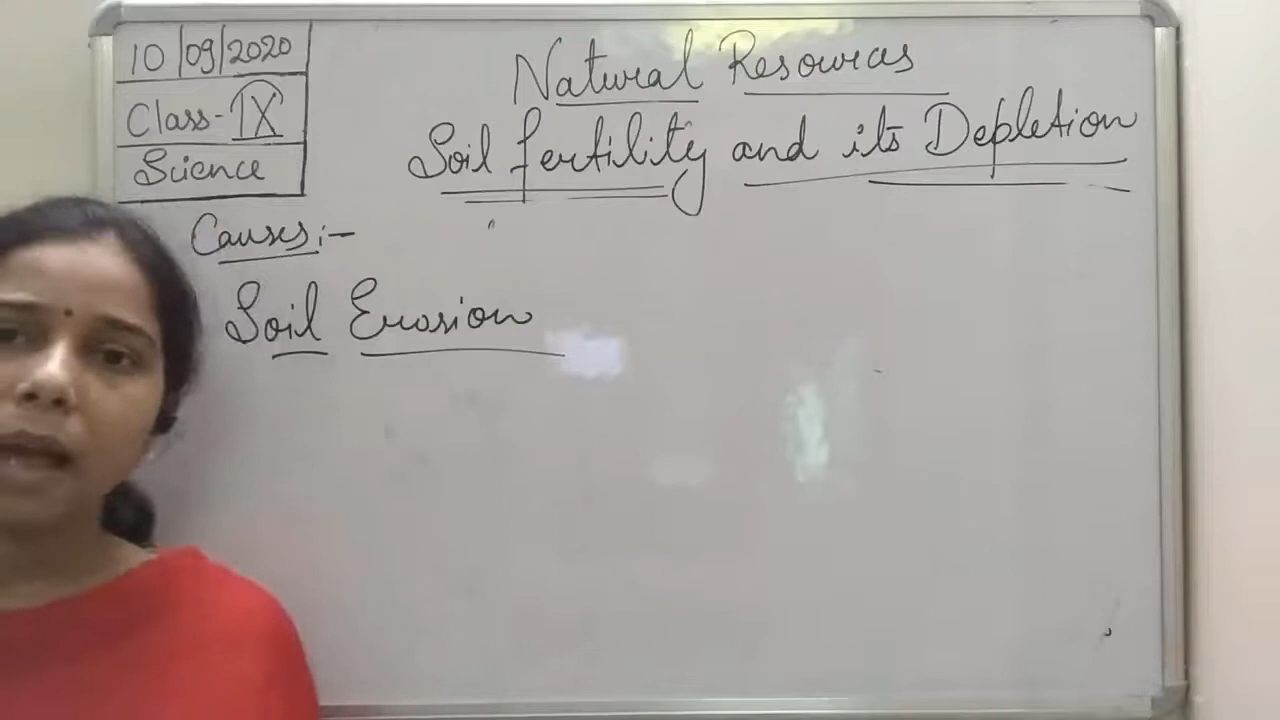 10/09/2020
Class-IX
Science
Natural Resources
Soil fertility and its Depletion
Causes:-
Soil Erosion